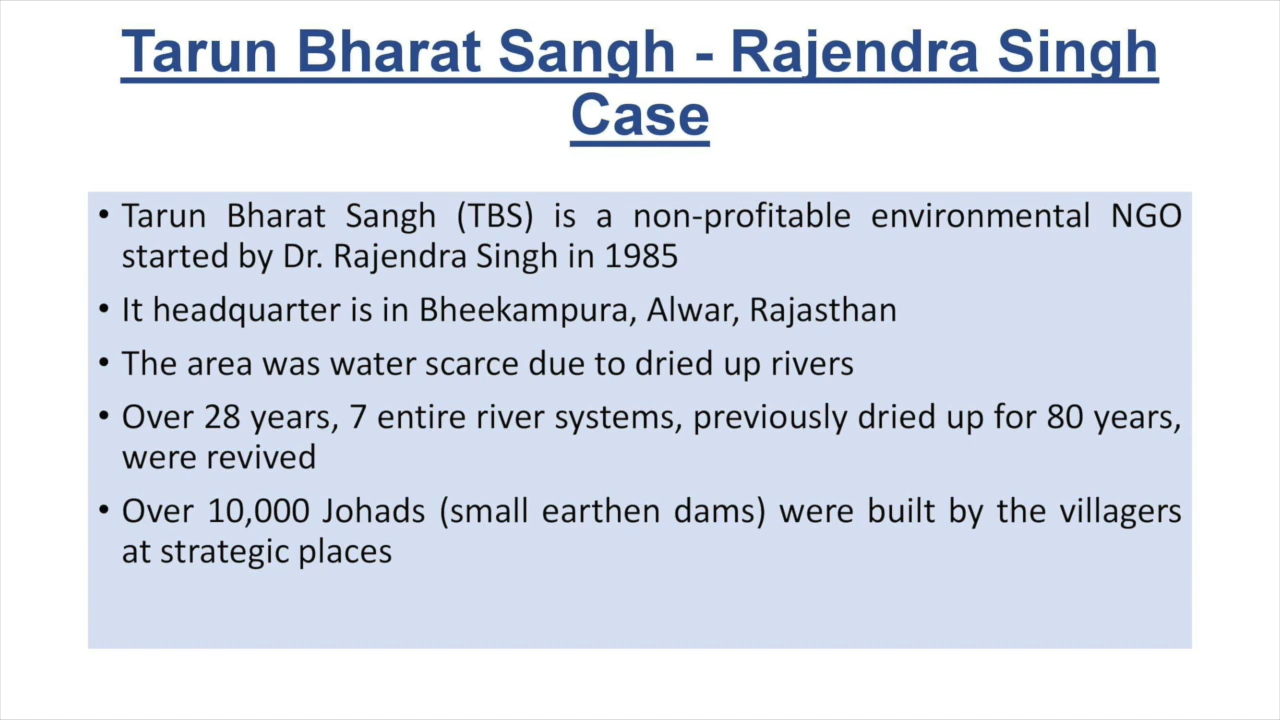 Tarun Bharat Sangh - Rajendra Singh
Case
• Tarun Bharat Sangh (TBS) is a non-profitable environmental NGO
started by Dr. Rajendra Singh in 1985
• It headquarter is in Bheekampura, Alwar, Rajasthan
• The area was water scarce due to dried up rivers
• Over 28 years, 7 entire river systems, previously dried up for 80 years,
were revived
• Over 10,000 Johads (small earthen dams) were built by the villagers
at strategic places